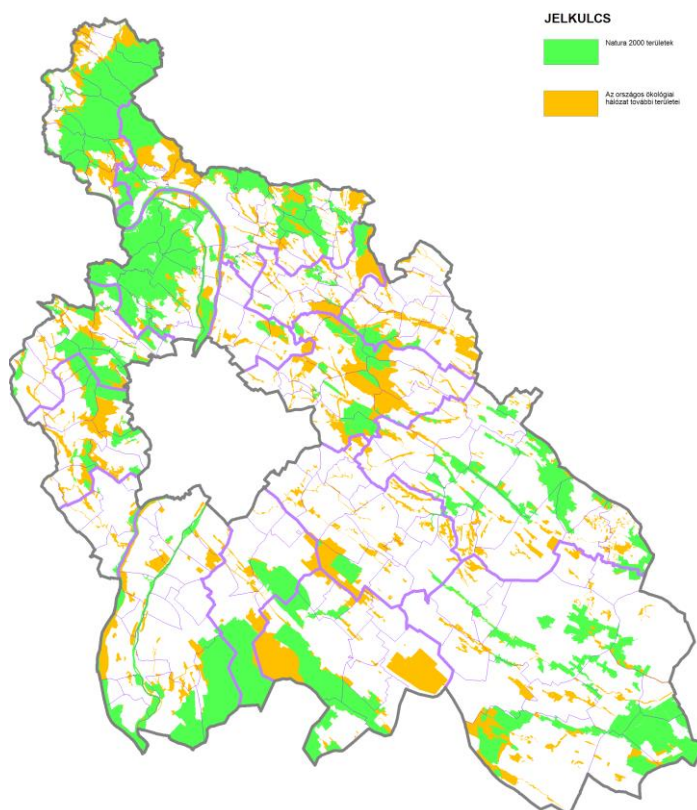 JELKULCS
Natura 2000 területek
Az országos ökológiai
hálózat további területei